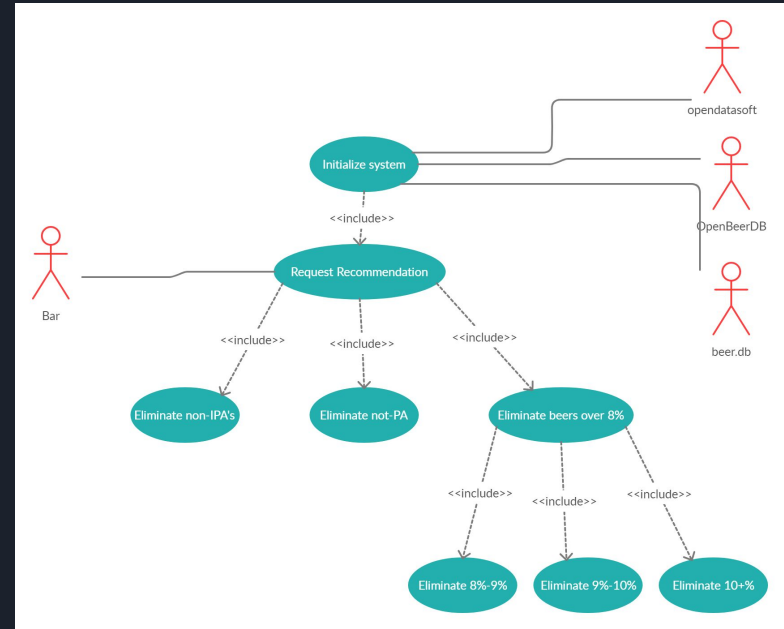 opendatasoft
Initialize system
<<include>>
OpenBeerDB
Request Recommendation
Bar
<<include>>
<<include>>
<<include>>
beer.db
Eliminate non-IPA's
Eliminate not-PA
Eliminate beers over 8%
<<include>>
<<include>>
<<include>>
Eliminate 8%-9%
Eliminate 9%-10%
Eliminate 10+%